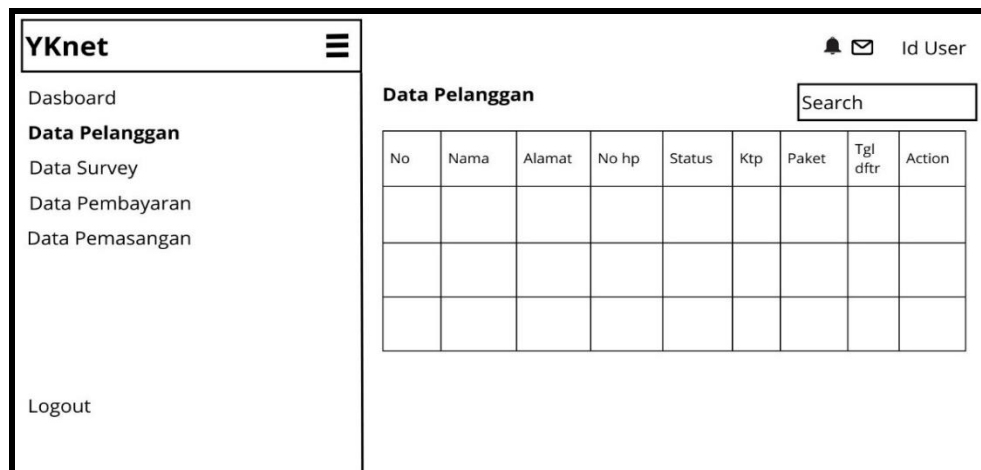 YKnet
Id User
Dasboard
Data Pelanggan
Data Survey
Data Pembayaran
Data Pemasangan
Logout
Data Pelanggan
Search
No Nama Alamat No hp Status Ktp Paket Tgl dftr Action